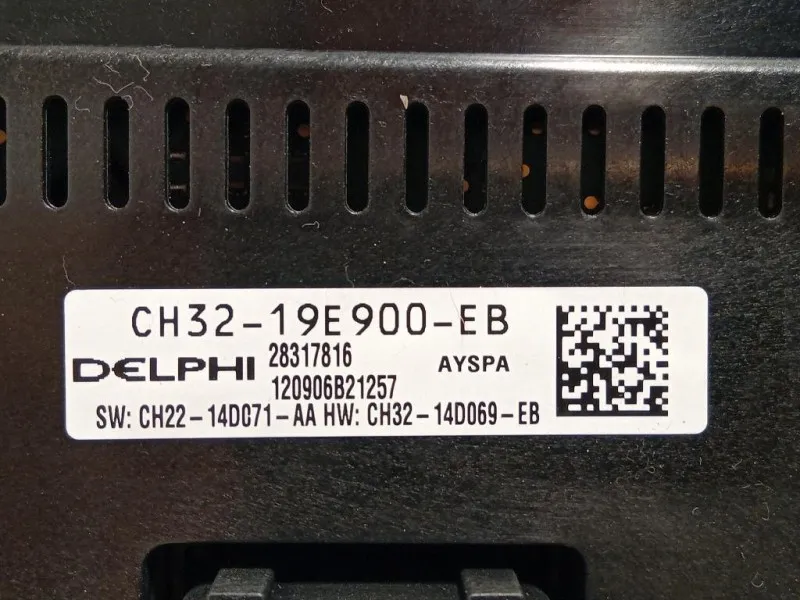 CH32-19E900-EB
DELPHI 28317816 AYSPA
120906B21257
SW: CH22-14D071-AA HW: CH32-14D069-EB